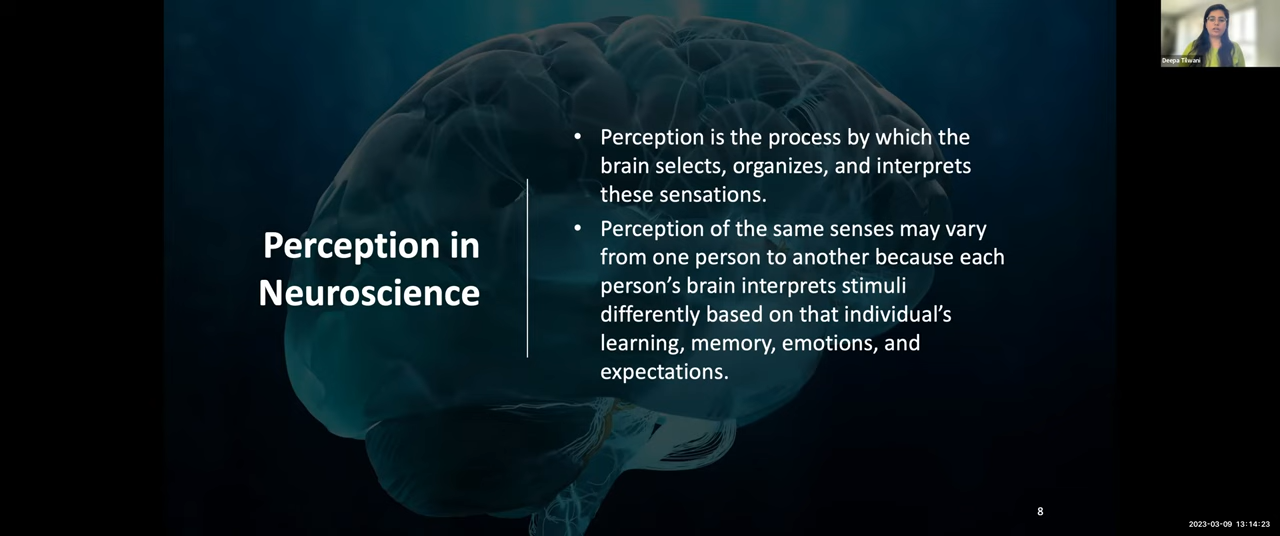 Perception in
Neuroscience
• Perception is the process by which the
brain selects, organizes, and interprets
these sensations.
• Perception of the same senses may vary
from one person to another because each
person’s brain interprets stimuli
differently based on that individual’s
learning, memory, emotions, and
expectations.
8
Deepa Tilwani
2023-03-09 13:14:23